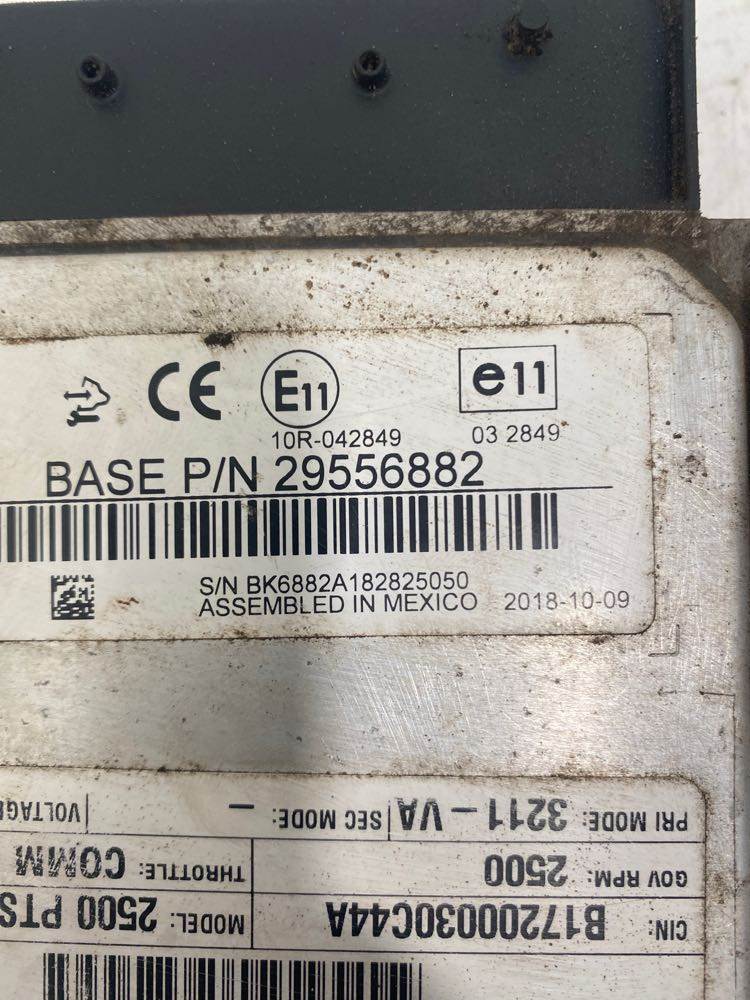 CE E11 e11
10R-042849 03 2849
BASE P/N 29556882
S/N BK6882A182825050
ASSEMBLED IN MEXICO 2018-10-09
CIN: B1720030C44A MODEL: 2500 PTS
GOV RPM: 2500 THROTTLE: COMM
PRI MODE: 3211-VA SEC MODE: - VOLTAGE